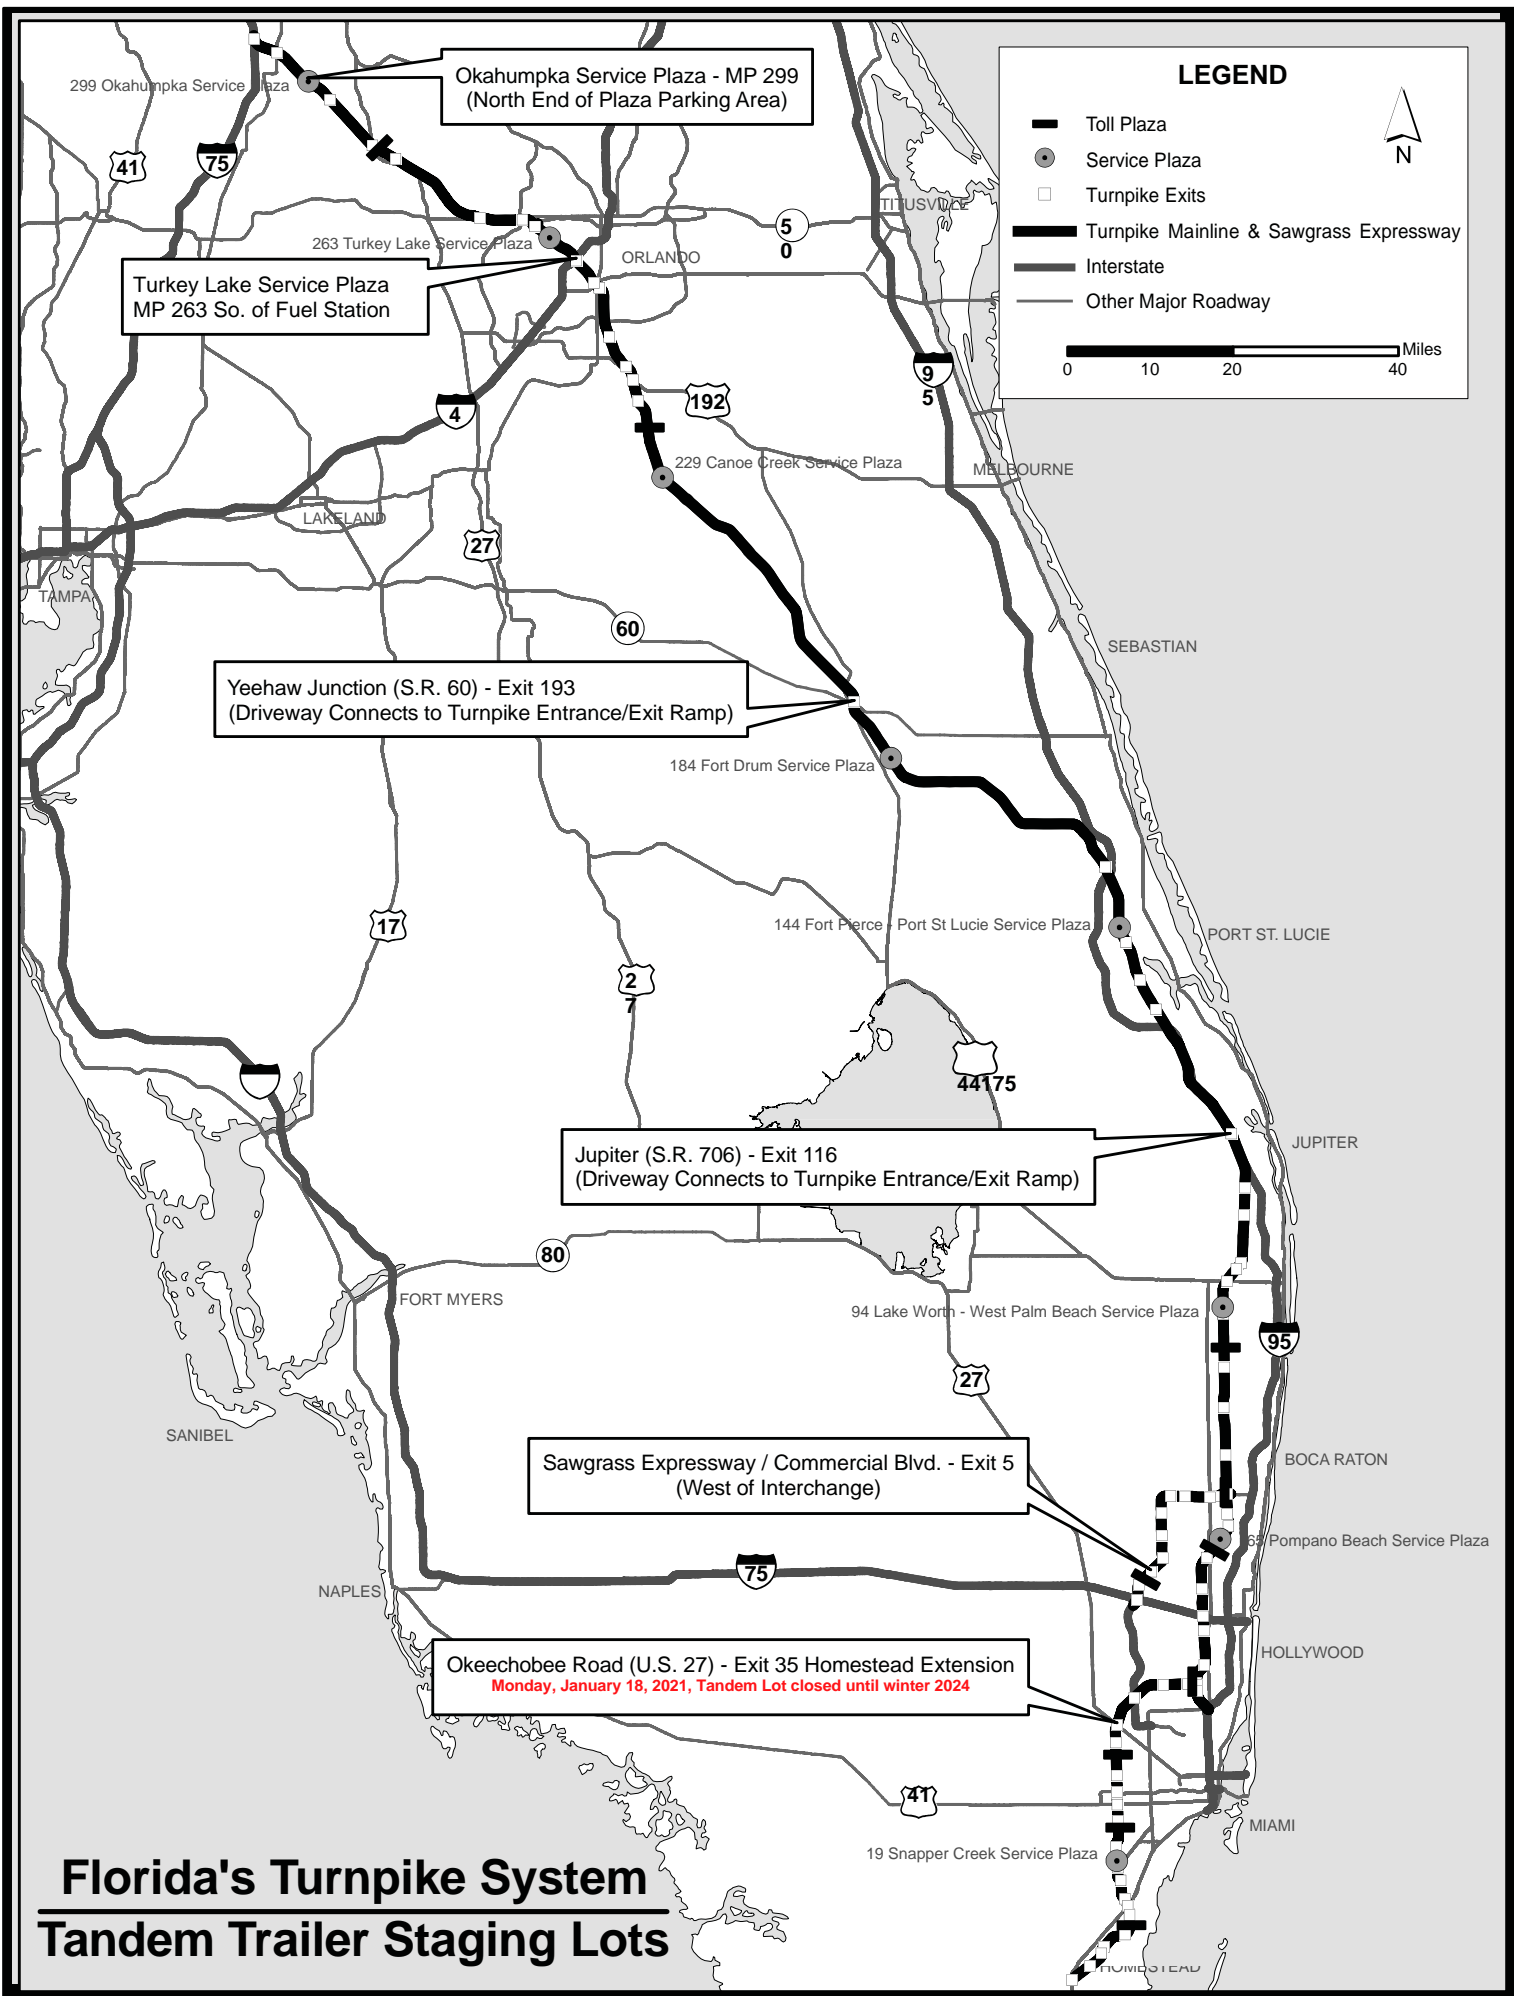 299 Okahumpka Service Plaza
Okahumpka Service Plaza - MP 299
(North End of Plaza Parking Area)
LEGEND
Toll Plaza
Service Plaza
Turnpike Exits
Turnpike Mainline & Sawgrass Expressway
Interstate
Other Major Roadway
N
Miles
0 10 20 40
41
75
TITUSVILLE
5
0
263 Turkey Lake Service Plaza
ORLANDO
Turkey Lake Service Plaza
MP 263 So. of Fuel Station
9
5
192
4
229 Canoe Creek Service Plaza
MELBOURNE
LAKELAND
27
TAMPA
60
SEBASTIAN
Yeehaw Junction (S.R. 60) - Exit 193
(Driveway Connects to Turnpike Entrance/Exit Ramp)
184 Fort Drum Service Plaza
17
144 Fort Pierce - Port St Lucie Service Plaza
PORT ST. LUCIE
2
7
44175
Jupiter (S.R. 706) - Exit 116
(Driveway Connects to Turnpike Entrance/Exit Ramp)
JUPITER
80
FORT MYERS
94 Lake Worth - West Palm Beach Service Plaza
95
27
SANIBEL
Sawgrass Expressway / Commercial Blvd. - Exit 5
(West of Interchange)
BOCA RATON
65 Pompano Beach Service Plaza
75
NAPLES
Okeechobee Road (U.S. 27) - Exit 35 Homestead Extension
Monday, January 18, 2021, Tandem Lot closed until winter 2024
HOLLYWOOD
41
MIAMI
19 Snapper Creek Service Plaza
Florida's Turnpike System
Tandem Trailer Staging Lots
HOMESTEAD